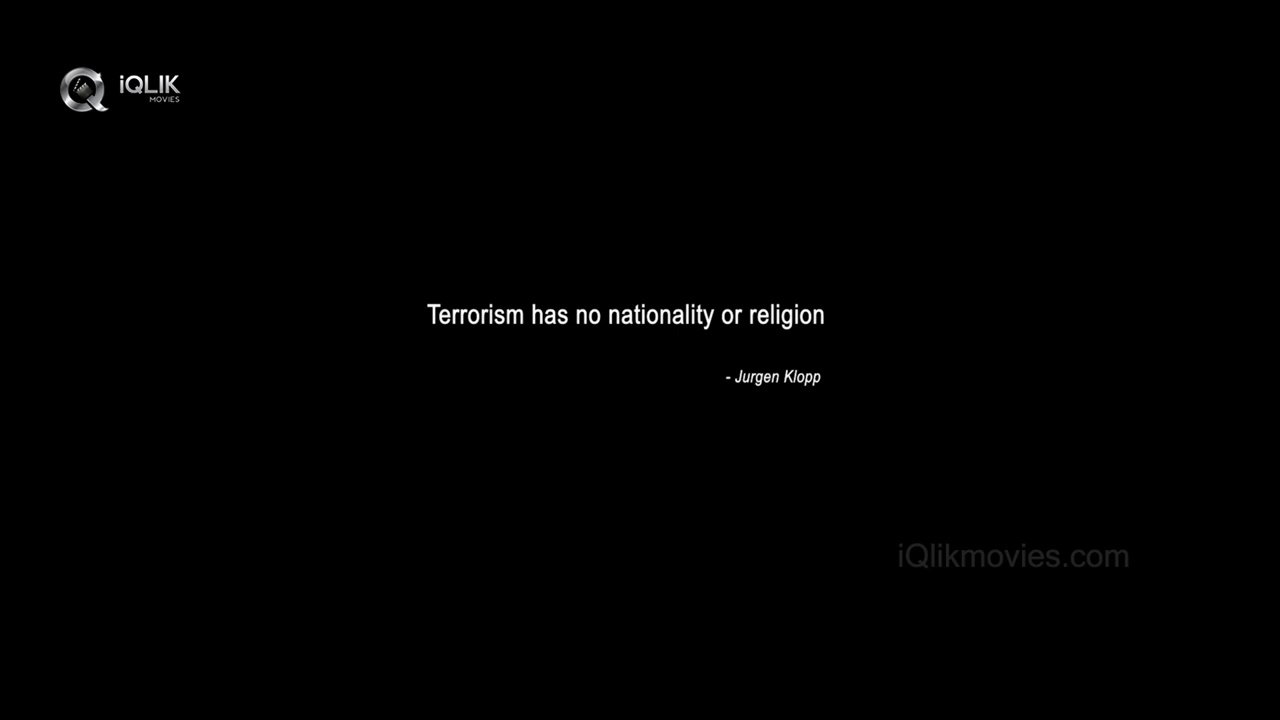 iQLIK
MOVIES
Terrorism has no nationality or religion
- Jurgen Klopp
iQlikmovies.com